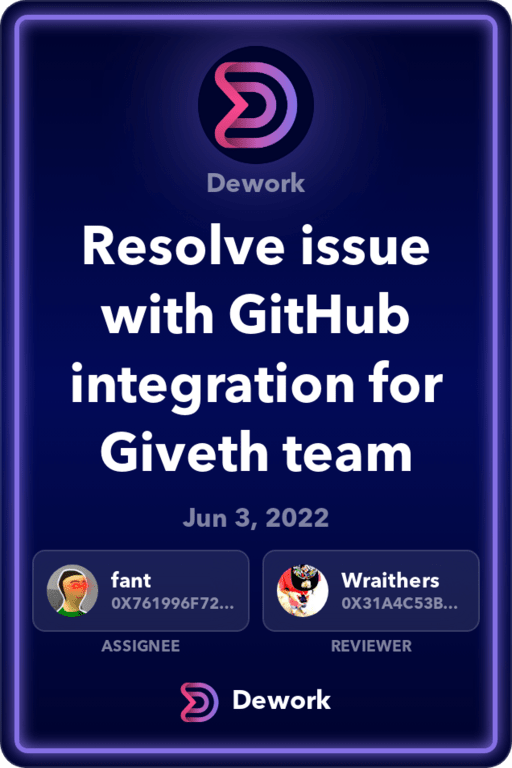 Dework
Resolve issue
with GitHub
integration for
Giveth team
Jun 3, 2022
fant
0X761996F72...
Wraithers
0X31A4C53B...
ASSIGNEE
REVIEWER
Dework